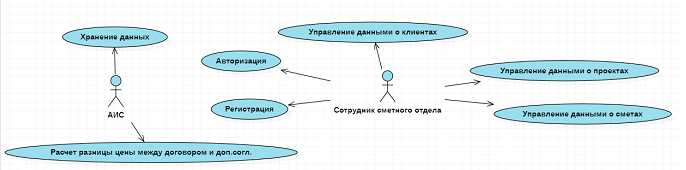 Управление данными о клиентах
Хранение данных
Авторизация
Управление данными о проектах
Регистрация
Сотрудник сметного отдела
АИС
Управление данными о сметах
Расчет разницы цены между договором и доп.согл.